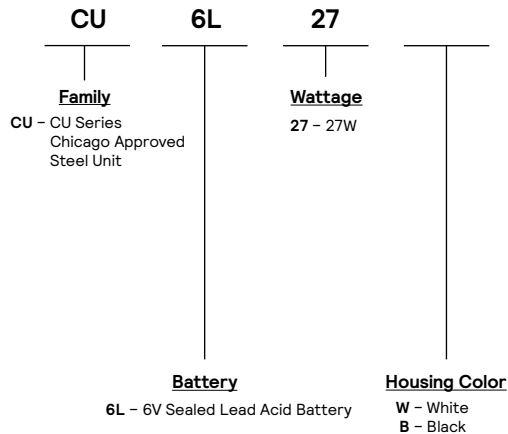 CU 6L 27
Family
CU – CU Series
Chicago Approved
Steel Unit
Wattage
27 – 27W
Battery
6L – 6V Sealed Lead Acid Battery
Housing Color
W – White
B – Black